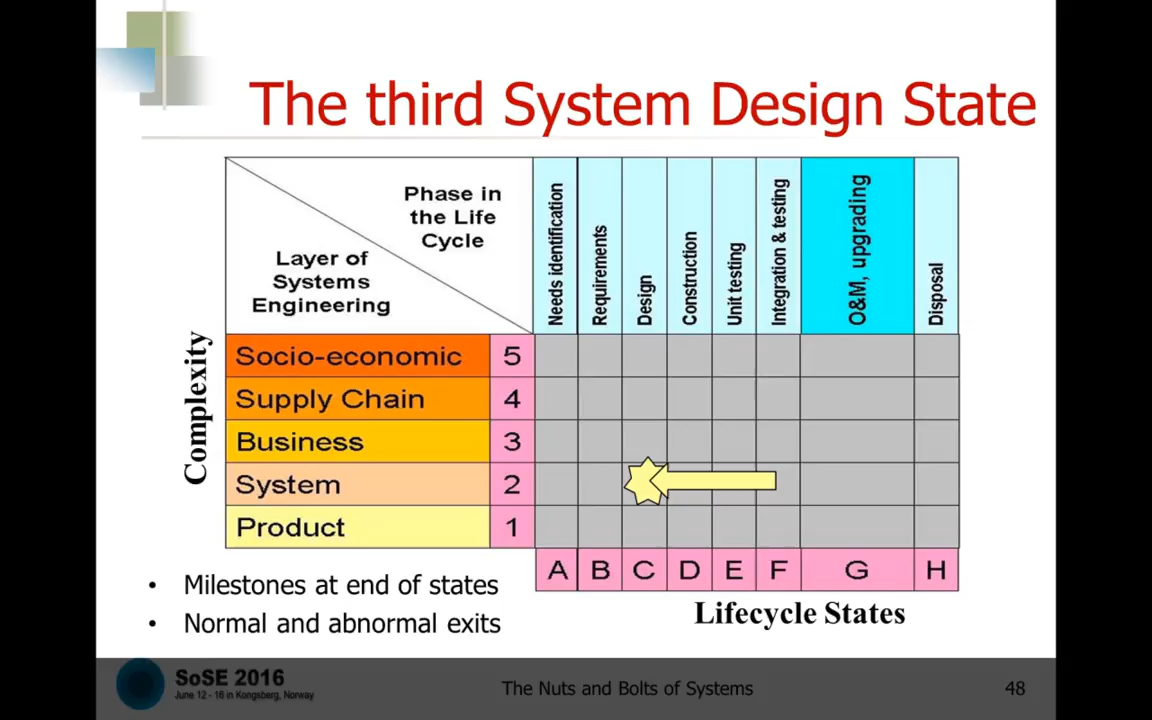 The third System Design State
Phase in
the Life
Cycle
Layer of
Systems
Engineering
Needs identification
Requirements
Design
Construction
Unit testing
Integration & testing
O&M, upgrading
Disposal
Complexity
Socio-economic 5
Supply Chain 4
Business 3
System 2
Product 1
A B C D E F G H
Lifecycle States
• Milestones at end of states
• Normal and abnormal exits
SoSE 2016
June 12 - 16 in Kongsberg, Norway
The Nuts and Bolts of Systems
48